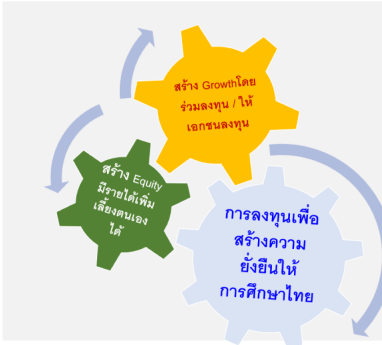 สร้าง Growthโดย
ร่วมลงทุน / ให้
เอกชนลงทุน
สร้าง Equity
มีรายได้เพิ่ม
เลี้ยงตนเอง
ได้
การลงทุนเพื่อ
สร้างความ
ยั่งยืนให้
การศึกษาไทย